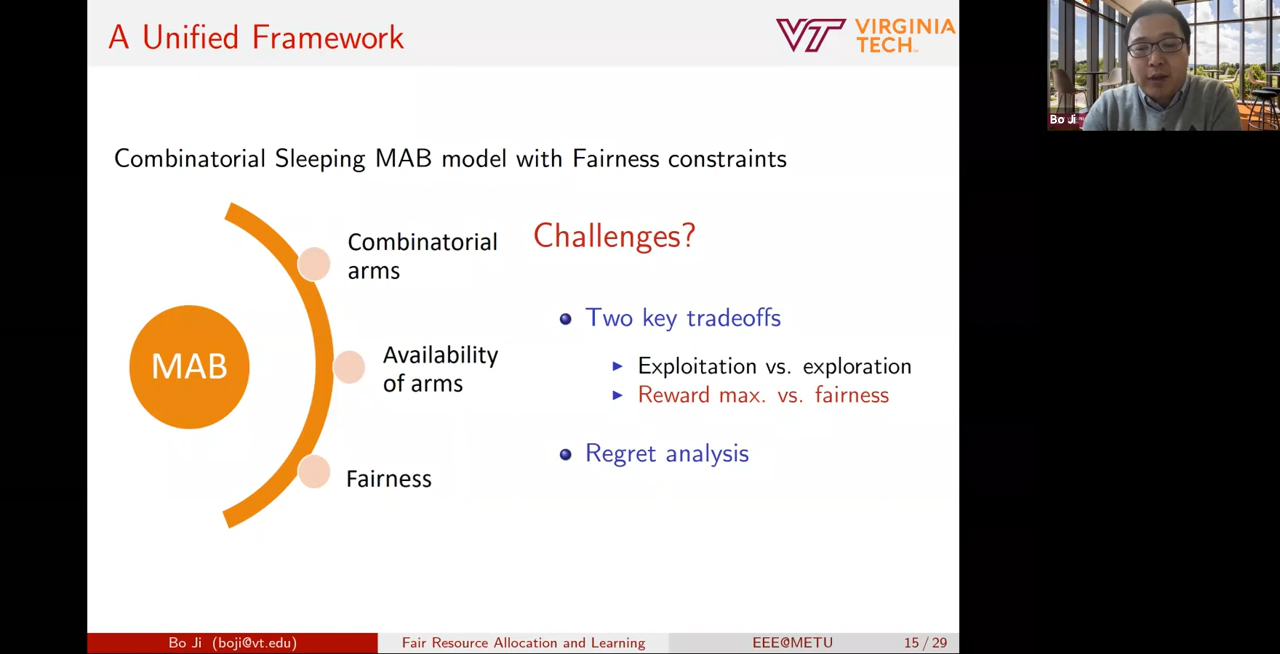 A Unified Framework
VT VIRGINIA
TECH
Bo Ji
Combinatorial Sleeping MAB model with Fairness constraints
Combinatorial
arms
MAB
Availability
of arms
Fairness
Challenges?
Two key tradeoffs
Exploitation vs. exploration
Reward max. vs. fairness
Regret analysis
Bo Ji (boji@vt.edu)
Fair Resource Allocation and Learning
EEE@METU
15 / 29